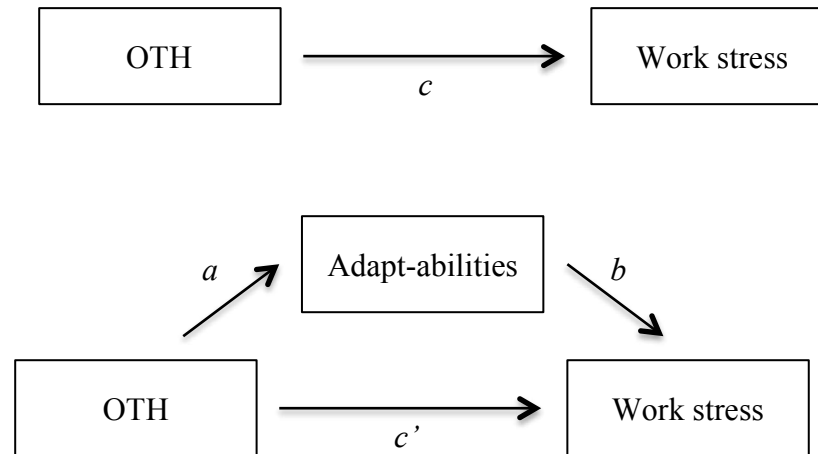 OTH
Work stress
c
Adapt-abilities
a
b
OTH
Work stress
c’